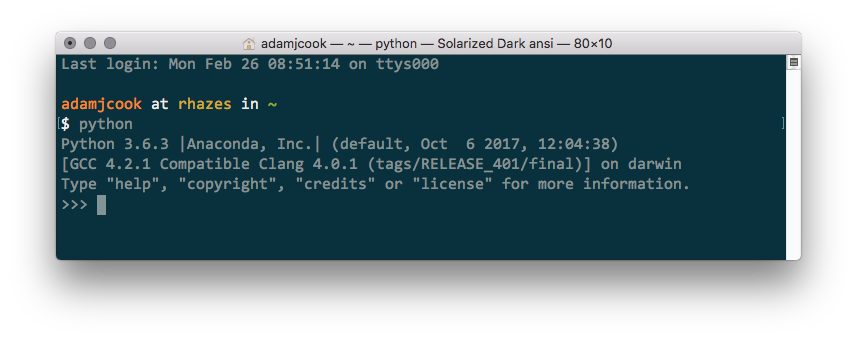 adamjcook — ~ — python — Solarized Dark ansi — 80×10
Last login: Mon Feb 26 08:51:14 on ttys000
adamjcook at rhazes in ~
[$ python ]
Python 3.6.3 |Anaconda, Inc.| (default, Oct  6 2017, 12:04:38)
[GCC 4.2.1 Compatible Clang 4.0.1 (tags/RELEASE_401/final)] on darwin
Type "help", "copyright", "credits" or "license" for more information.
>>>